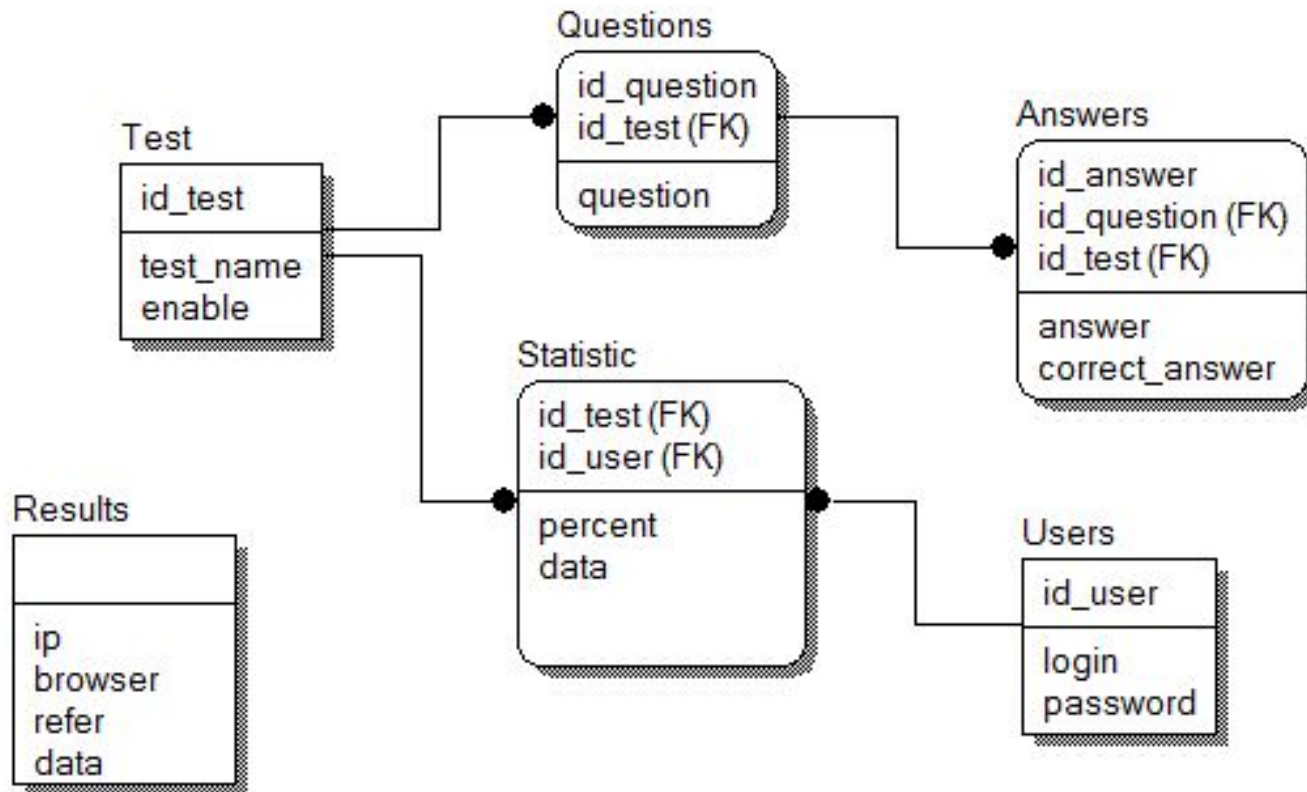 Questions
id_question
id_test (FK)
question
Test
id_test
test_name
enable
Answers
id_answer
id_question (FK)
id_test (FK)
answer
correct_answer
Statistic
id_test (FK)
id_user (FK)
percent
data
Results
ip
browser
refer
data
Users
id_user
login
password